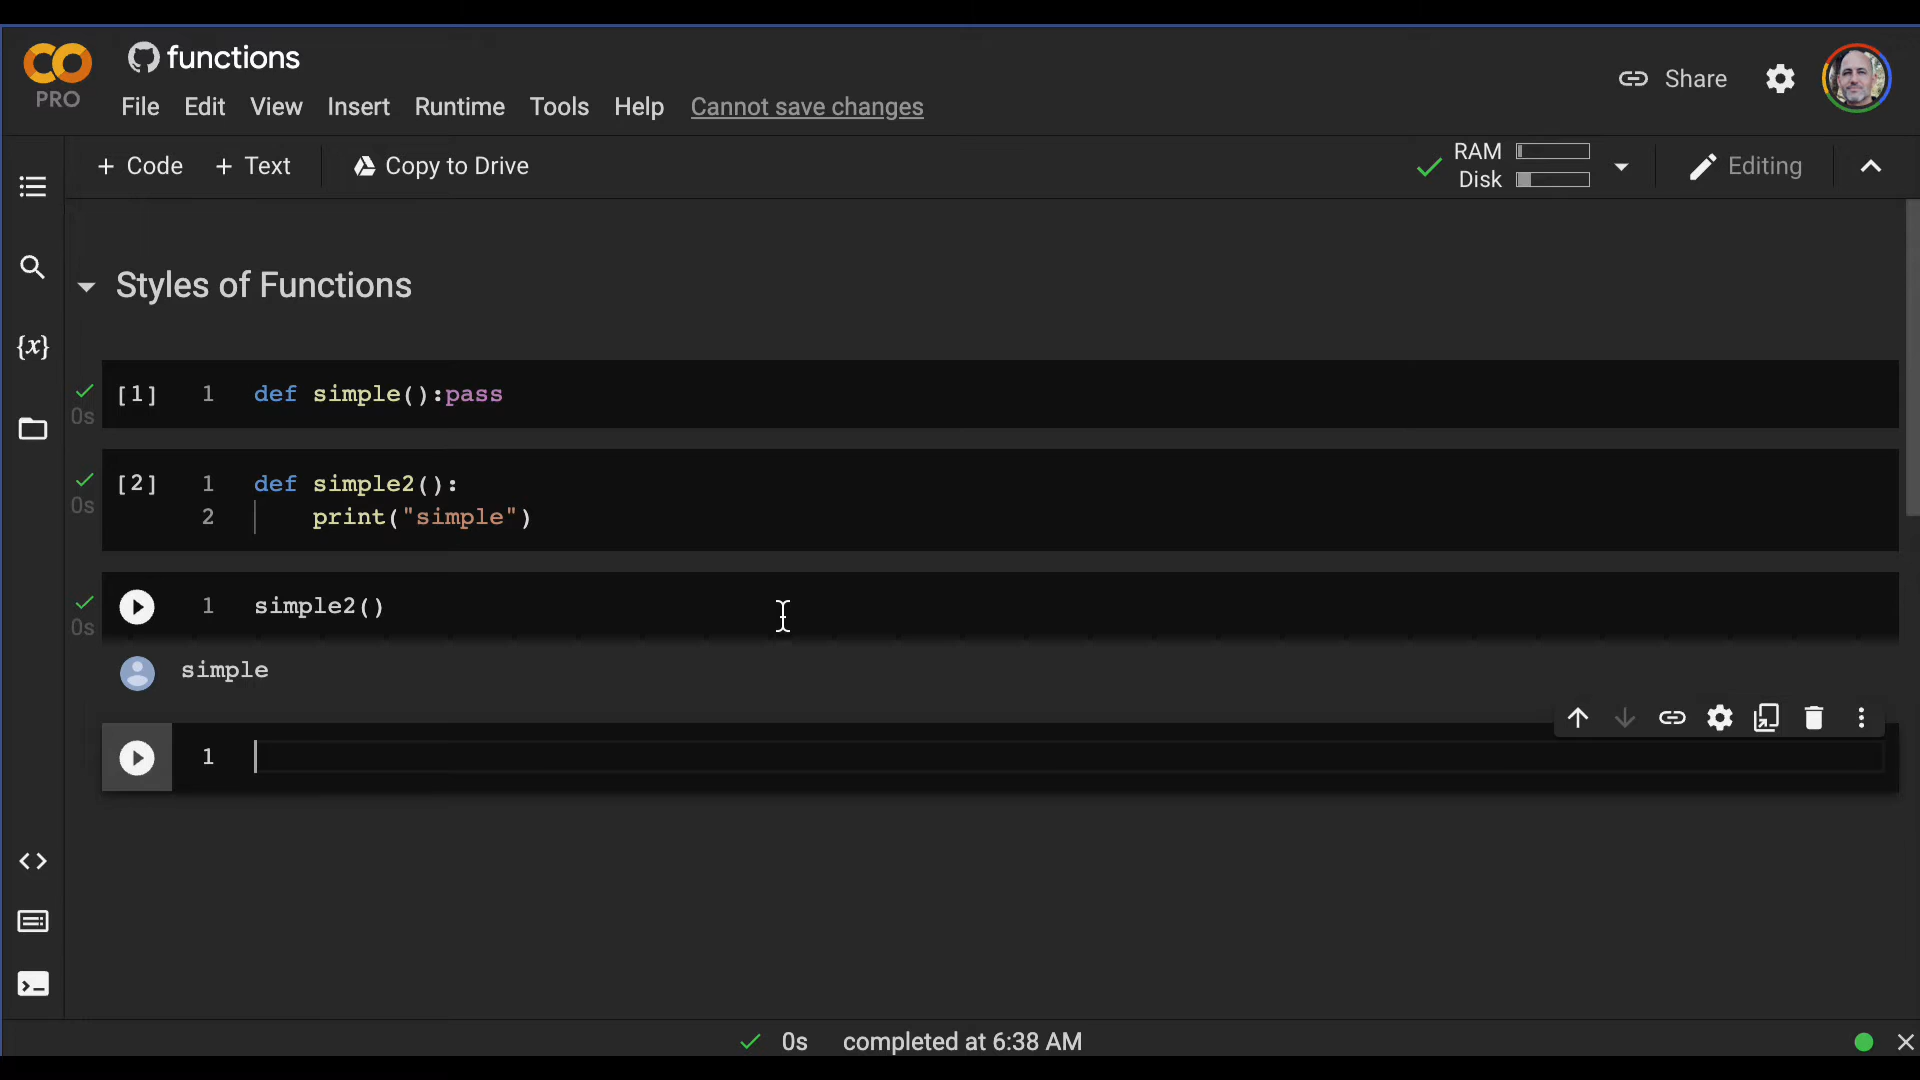 CO
PRO
functions
File Edit View Insert Runtime Tools Help Cannot save changes
Share
+ Code + Text Copy to Drive
RAM
Disk
Editing
Styles of Functions
{x}
0s
[1] 1 def simple():pass
0s
[2] 1 def simple2():
2 print("simple")
0s
1 simple2()
simple
1
0s completed at 6:38 AM